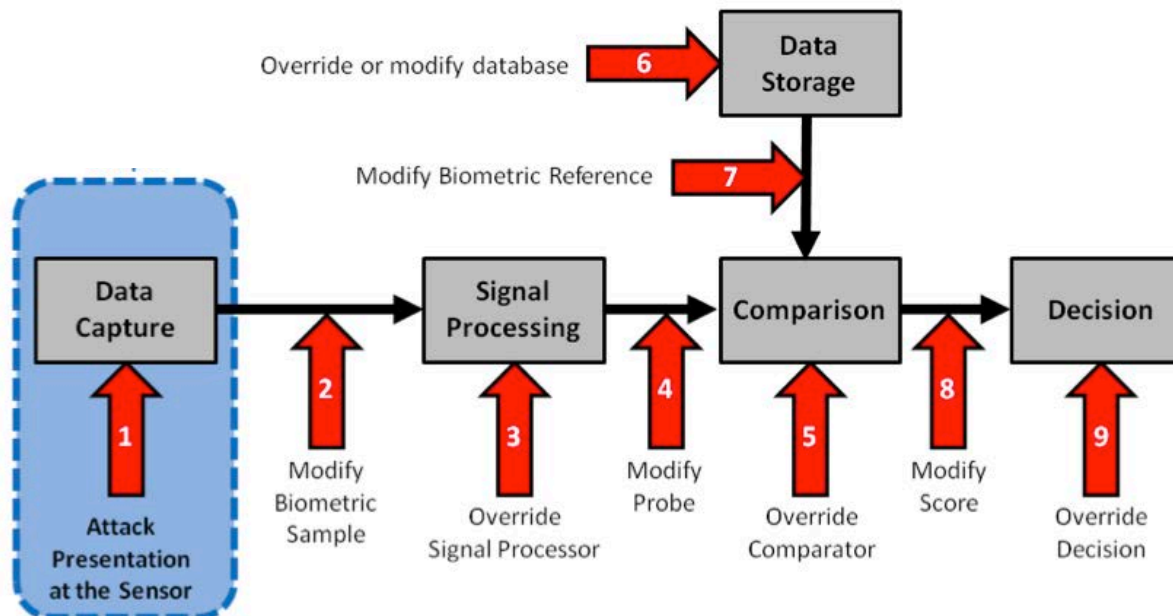 Override or modify database
6
Data
Storage
Modify Biometric Reference
7
Data
Capture
Signal
Processing
Comparison
Decision
1
2
3
4
5
8
9
Attack
Presentation
at the Sensor
Modify
Biometric
Sample
Override
Signal Processor
Modify
Probe
Override
Comparator
Modify
Score
Override
Decision